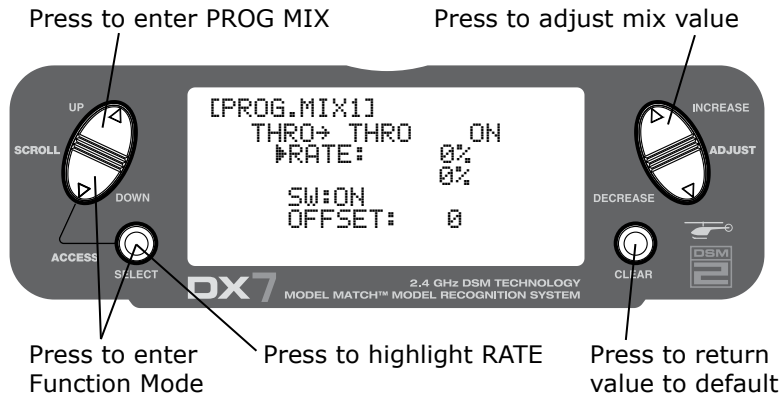 Press to enter PROG MIX
Press to adjust mix value
UP
SCROLL
DOWN
ACCESS
SELECT
[PROG.MIX1]
THRO→ THRO ON
RATE: 0%
0%
SW:ON
OFFSET: 0
INCREASE
ADJUST
DECREASE
CLEAR
DSM
2
DX7
2.4 GHz DSM TECHNOLOGY
MODEL MATCH™ MODEL RECOGNITION SYSTEM
Press to enter
Function Mode
Press to highlight RATE
Press to return
value to default